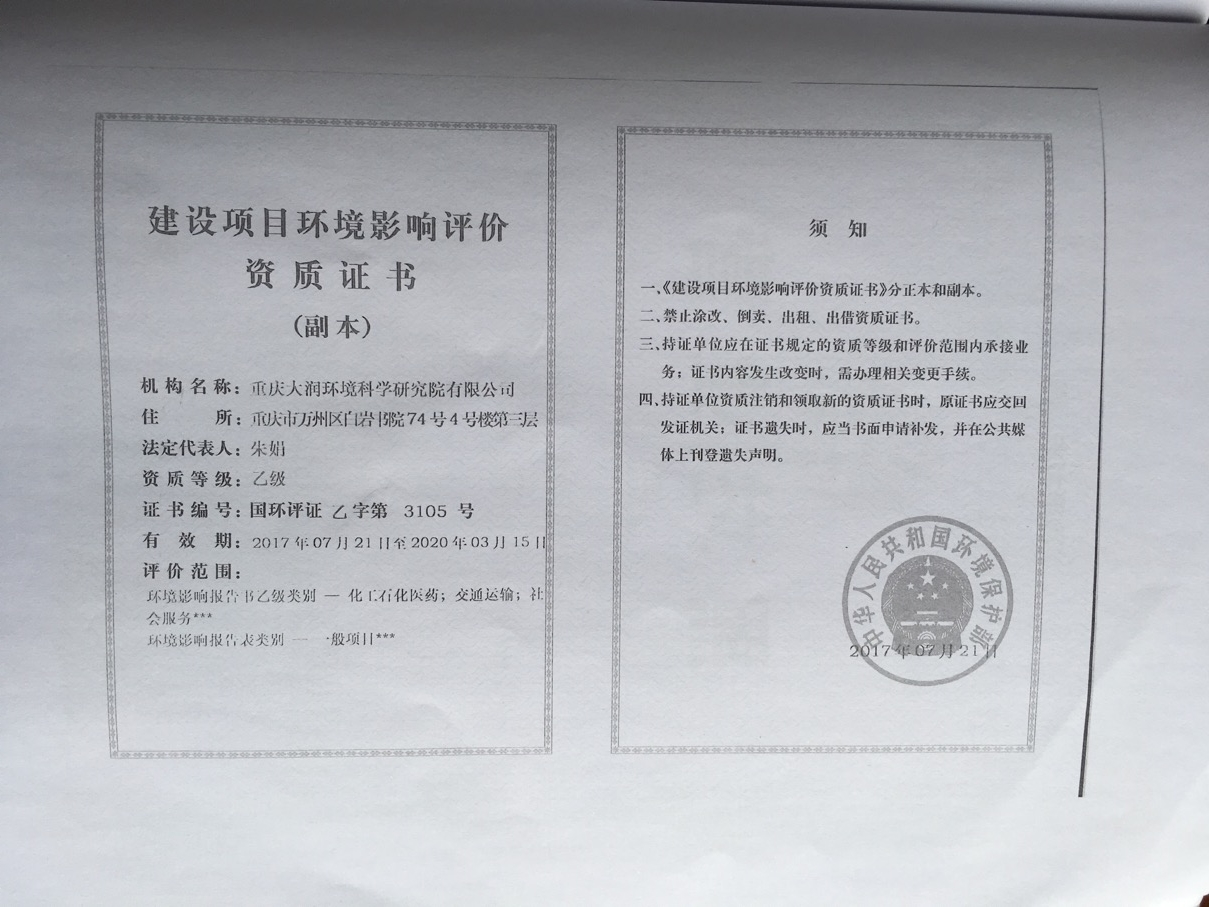 建设项目环境影响评价
资质证书
（副本）
机构名称：重庆大润环境科学研究院有限公司
住所：重庆市万州区白岩书院74号4号楼第三层
法定代表人：朱娟
资质等级：乙级
证书编号：国环评证 乙字第 3105 号
有效期：2017年07月21日至2020年03月15日
评价范围：
环境影响报告书乙级类别 — 化工石化医药；交通运输；社
会服务***
环境影响报告表类别 — 一般项目***
须知
一、《建设项目环境影响评价资质证书》分正本和副本。
二、禁止涂改、倒卖、出租、出借资质证书。
三、持证单位应在证书规定的资质等级和评价范围内承接业
务；证书内容发生改变时，需办理相关变更手续。
四、持证单位资质注销和领取新的资质证书时，原证书应交回
发证机关；证书遗失时，应当书面申请补发，并在公共媒
体上刊登遗失声明。
中华人民共和国环境保护部
2017年07月21日